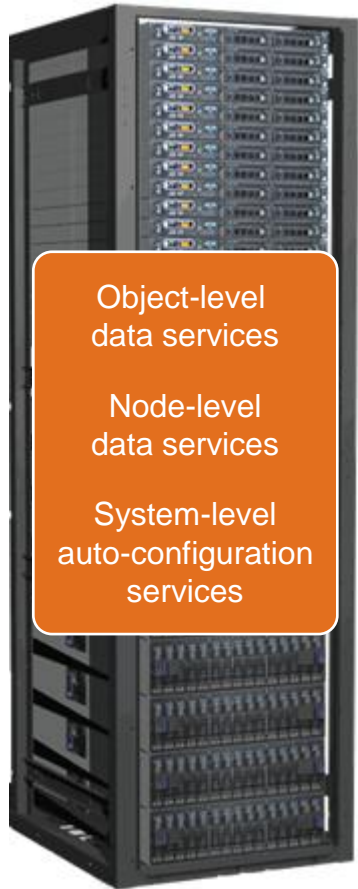 Object-level
data services
Node-level
data services
System-level
auto-configuration
services